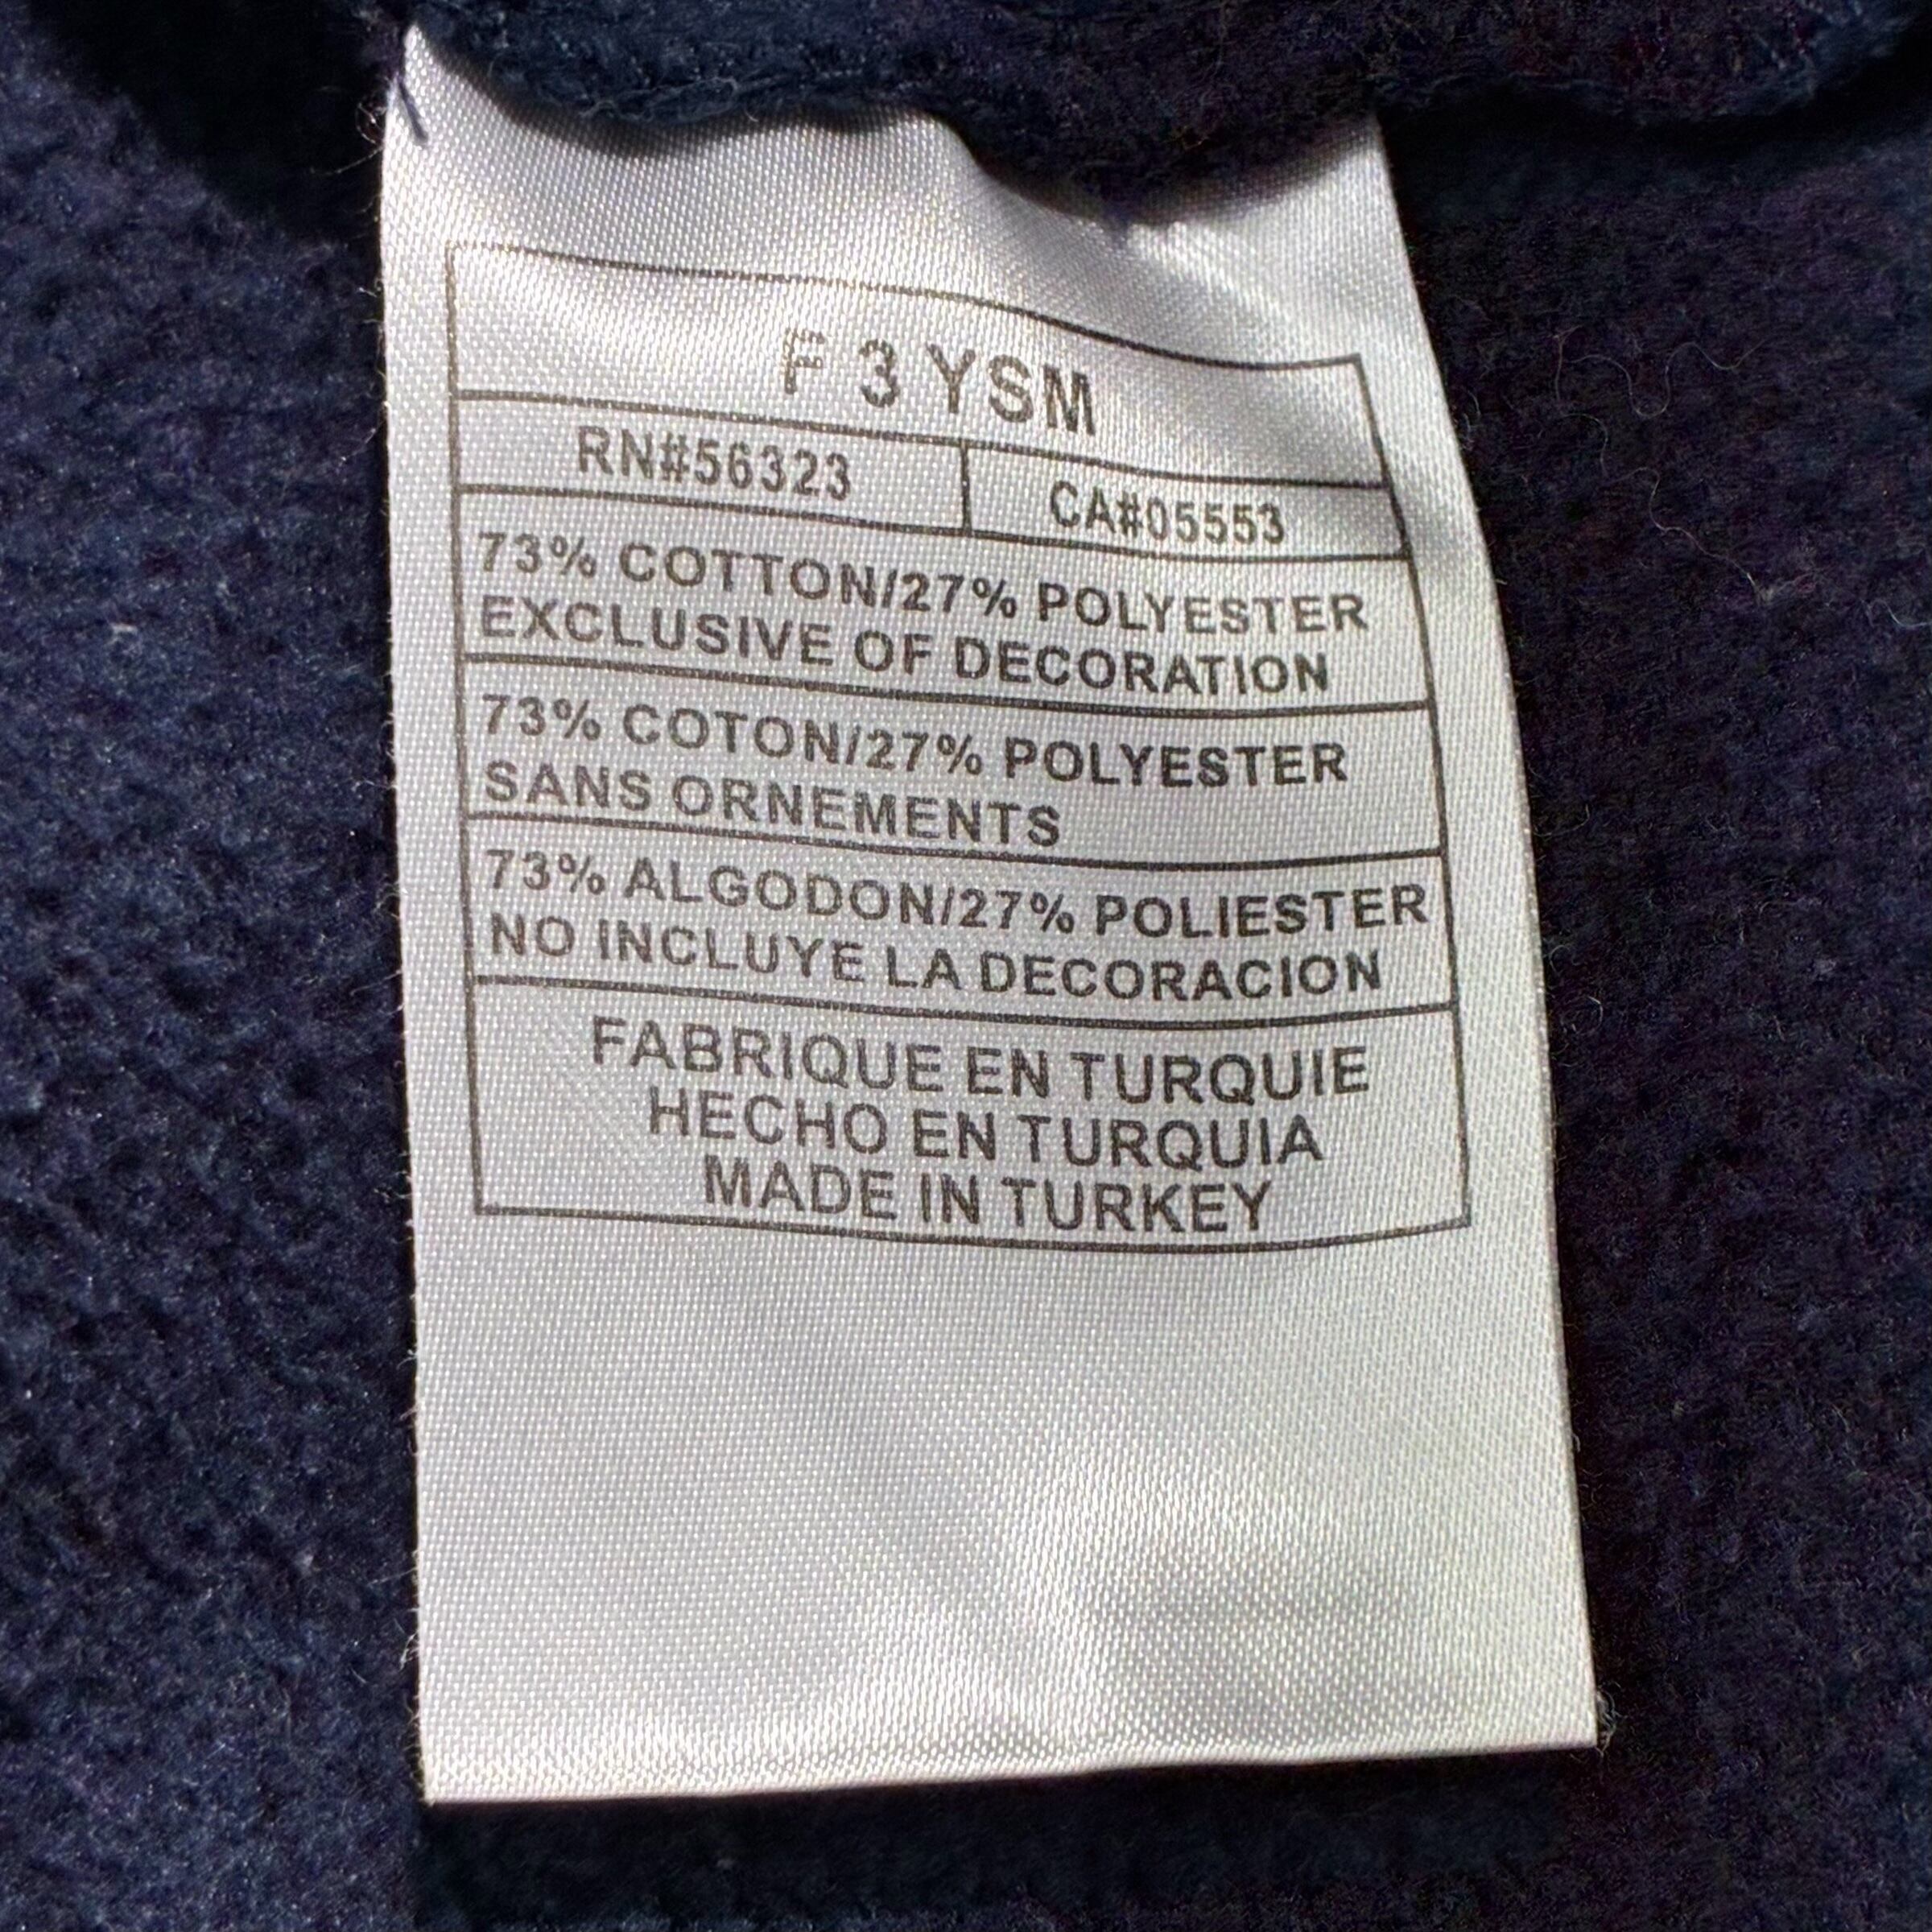 F 3 YSM
RN#56323 CA#05553
73% COTTON/27% POLYESTER
EXCLUSIVE OF DECORATION
73% COTON/27% POLYESTER
SANS ORNEMENTS
73% ALGODON/27% POLIESTER
NO INCLUYE LA DECORACION
FABRIQUE EN TURQUIE
HECHO EN TURQUIA
MADE IN TURKEY